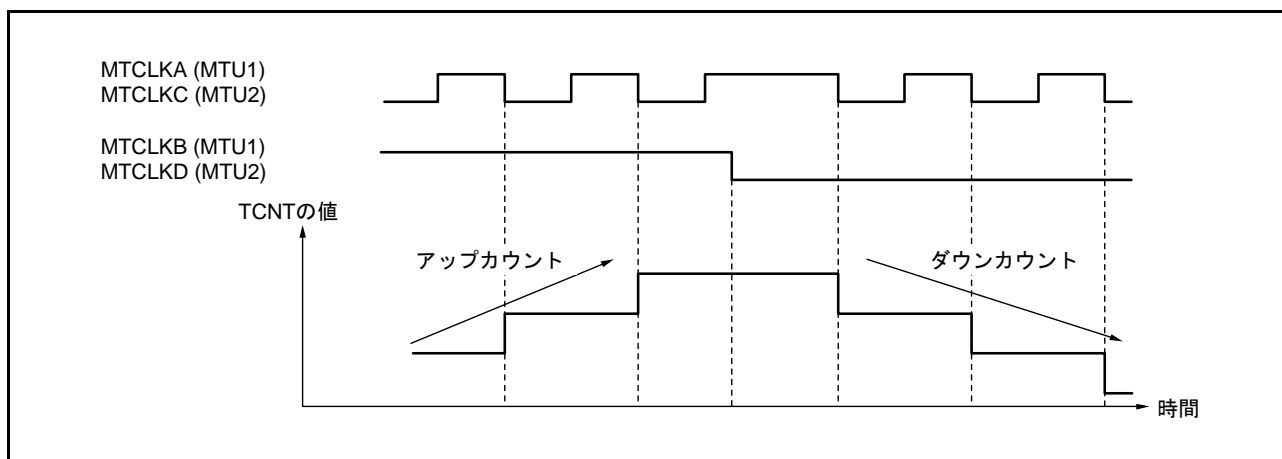 MTCLKA (MTU1)
MTCLKC (MTU2)
MTCLKB (MTU1)
MTCLKD (MTU2)
TCNTの値
アップカウント
ダウンカウント
時間